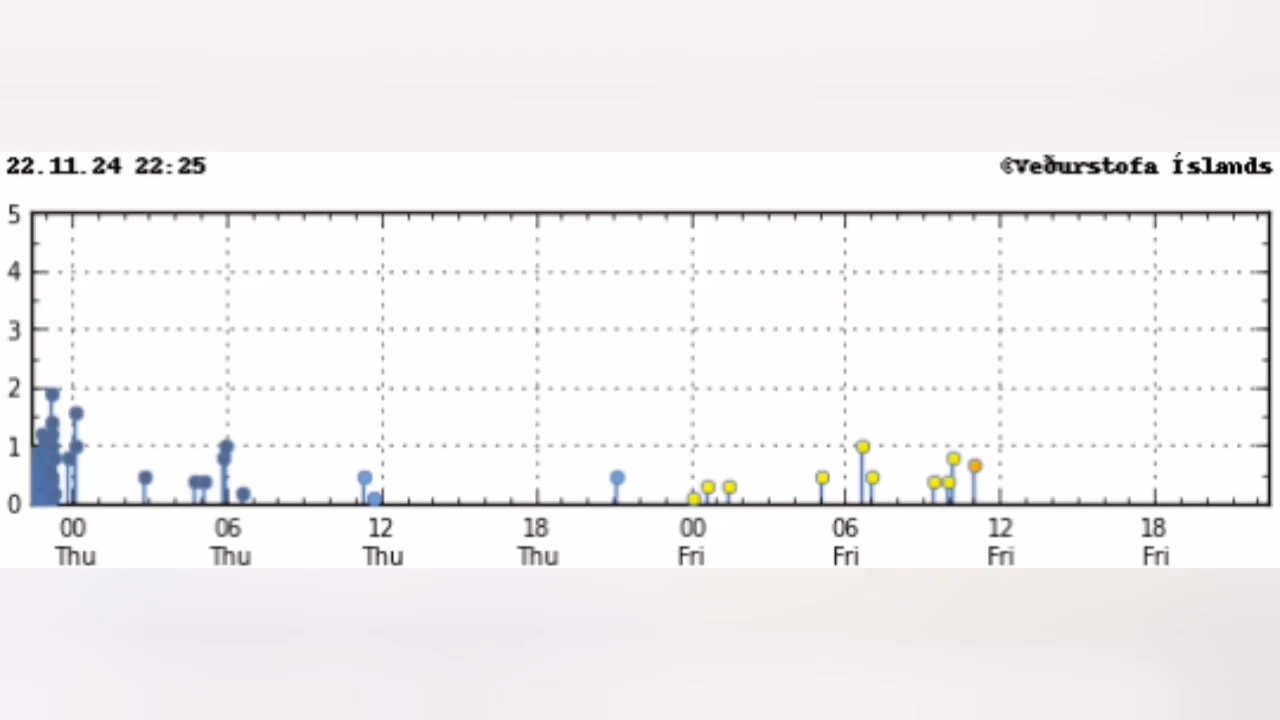 22.11.24 22:25 ©Veðurstofa Íslands
5
4
3
2
1
0
00 06 12 18 00 06 12 18
Thu Thu Thu Thu Fri Fri Fri Fri